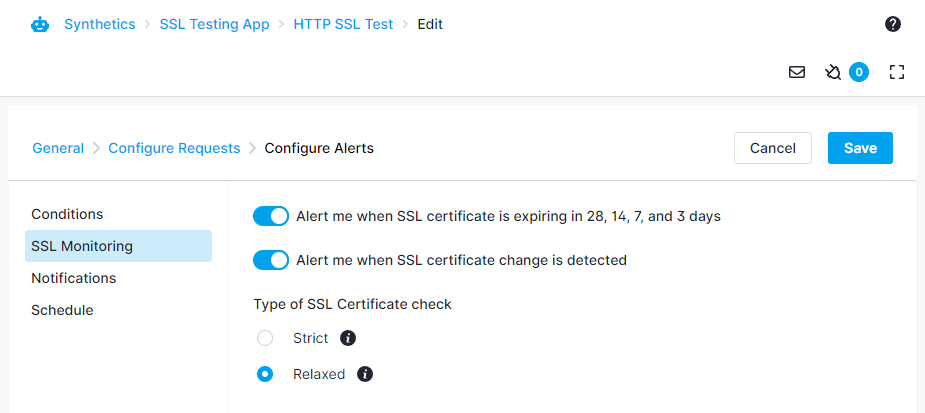 Synthetics > SSL Testing App > HTTP SSL Test > Edit
?
0
General > Configure Requests > Configure Alerts
Cancel
Save
Conditions
SSL Monitoring
Notifications
Schedule
Alert me when SSL certificate is expiring in 28, 14, 7, and 3 days
Alert me when SSL certificate change is detected
Type of SSL Certificate check
Strict i
Relaxed i